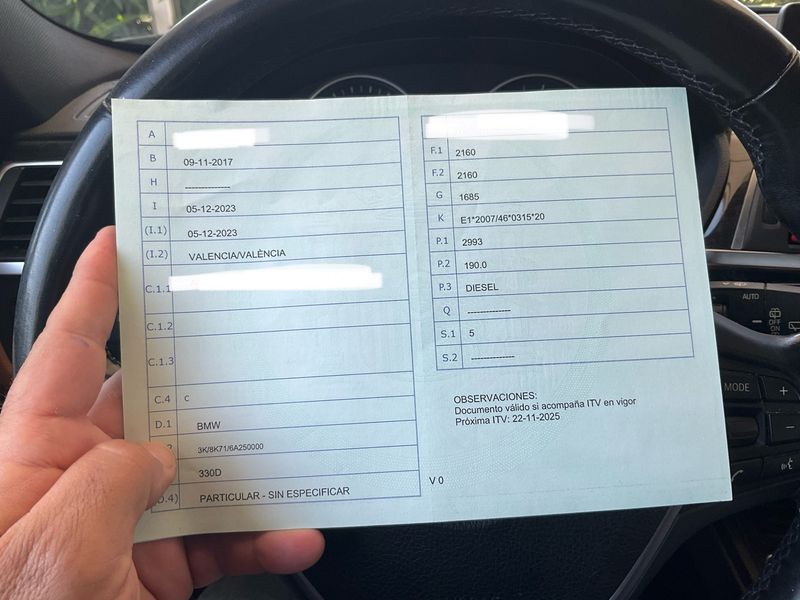 A
B 09-11-2017
H --------------
I 05-12-2023
(I.1) 05-12-2023
(I.2) VALENCIA/VALÈNCIA
C.1.1
C.1.2
C.1.3
C.4 c
D.1 BMW
3K/8K71/6A250000
330D
PARTICULAR - SIN ESPECIFICAR
F.1 2160
F.2 2160
G 1685
K E1*2007/46*0315*20
P.1 2993
P.2 190.0
P.3 DIESEL
Q --------------
S.1 5
S.2 --------------
OBSERVACIONES:
Documento válido si acompaña ITV en vigor
Próxima ITV: 22-11-2025
V 0
AUTO
OFF
ON
MODE
+
−